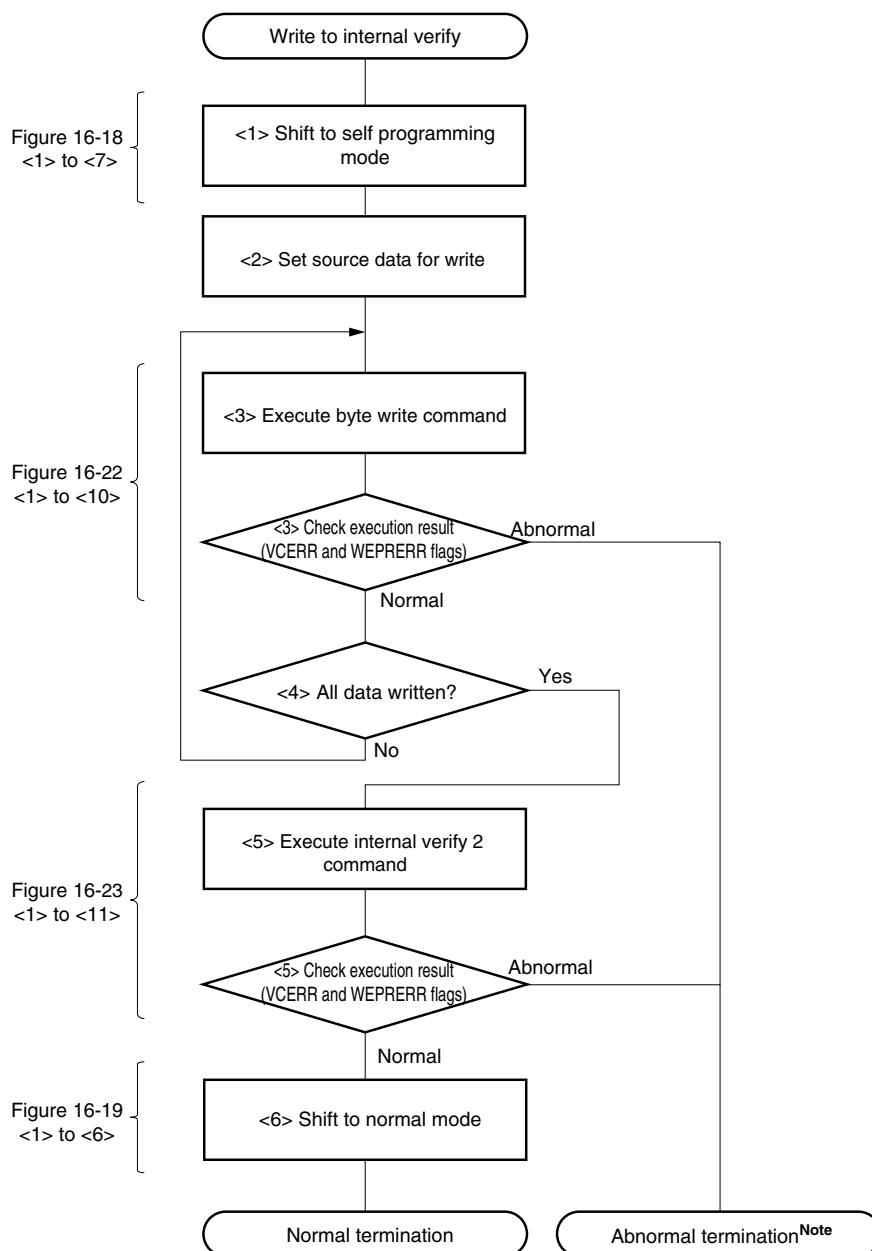 Write to internal verify
Figure 16-18
<1> to <7>
<1> Shift to self programming
mode
<2> Set source data for write
Figure 16-22
<1> to <10>
<3> Execute byte write command
<3> Check execution result
(VCERR and WEPRERR flags)
Abnormal
Normal
<4> All data written?
Yes
No
Figure 16-23
<1> to <11>
<5> Execute internal verify 2
command
<5> Check execution result
(VCERR and WEPRERR flags)
Abnormal
Normal
Figure 16-19
<1> to <6>
<6> Shift to normal mode
Normal termination
Abnormal termination Note